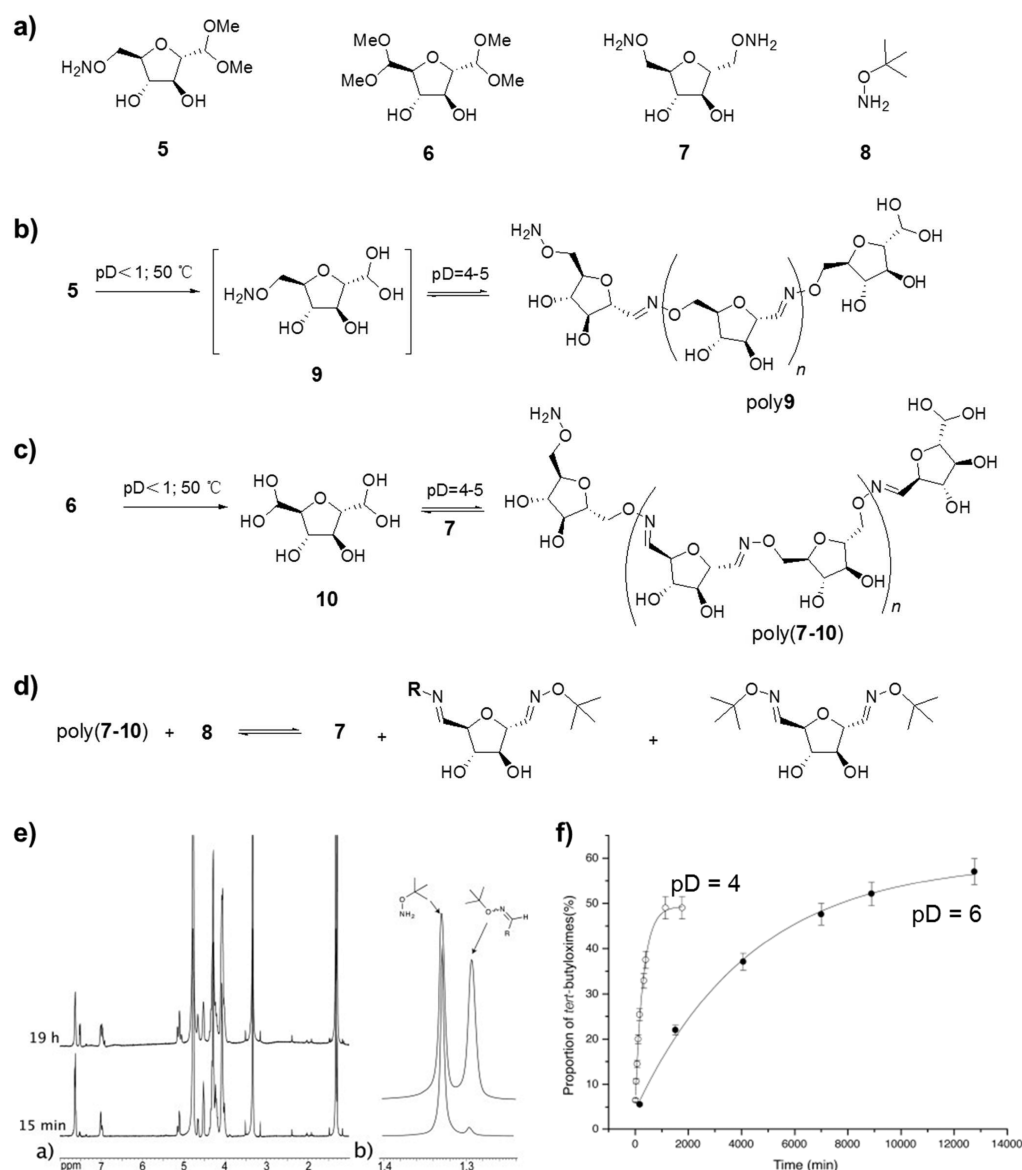 a)
OMe
O
OMe
H2NO
HO OH
5
MeO OMe
O
MeO OMe
HO OH
6
H2NO ONH2
O
HO OH
7
O
NH2
8
b)
5
pD < 1; 50 ℃
OH
O
OH
H2NO
HO OH
9
pD=4-5
H2N
O
O
HO
HO
N
O
O
HO OH
n
N
O
O
HO
OH
HO OH
poly9
c)
6
pD < 1; 50 ℃
HO OH
O
HO OH
HO OH
10
pD=4-5
7
H2N
O
O
HO
HO
O
N
O
HO OH
N
O
O
HO
OH
n
O
N
O
HO
OH
HO OH
poly(7-10)
d)
poly(7-10) + 8
7 +
R
N
O
N
O
HO OH
+
O
N
O
N
O
HO OH
e)
19 h
15 min
a)
ppm 7 6 5 4 3 2
O
NH2
O
N
H
R
b)
1.4 1.3
f)
Proportion of tert-butyloximes(%)
60
50
40
30
20
10
0
pD = 4
pD = 6
0 2000 4000 6000 8000 10000 12000 14000
Time (min)